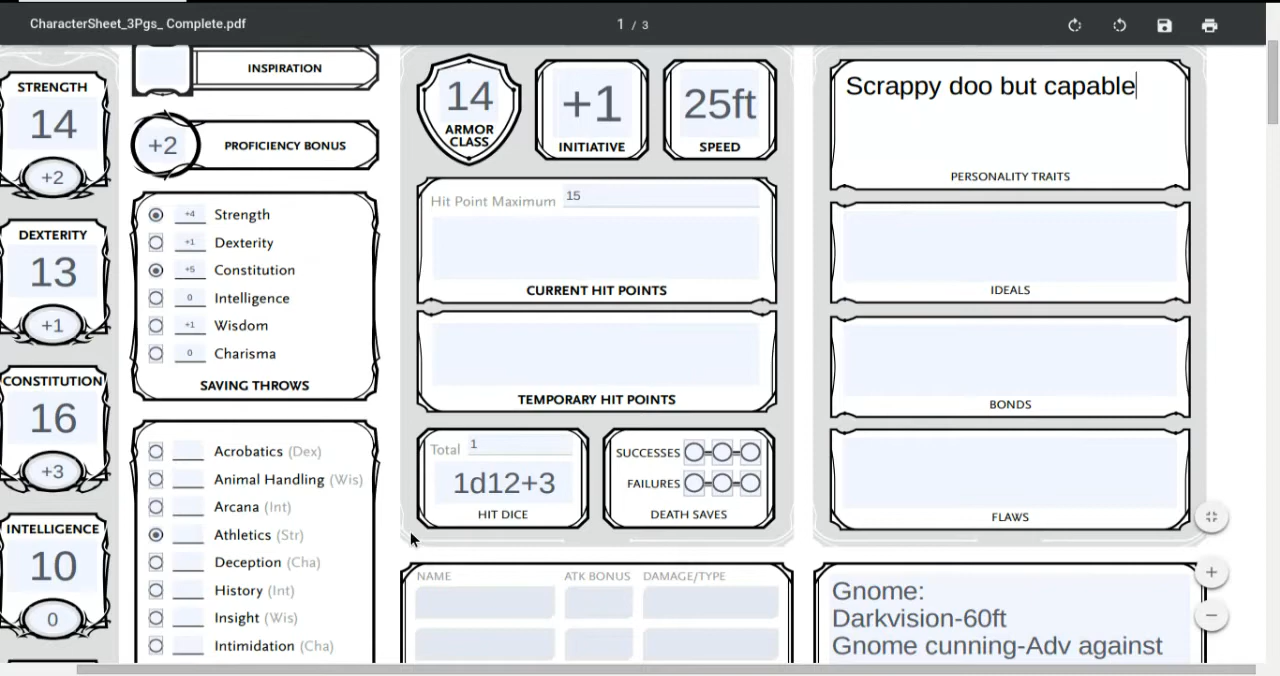 CharacterSheet_3Pgs_ Complete.pdf
1 / 3
STRENGTH
14
+2
DEXTERITY
13
+1
CONSTITUTION
16
+3
INTELLIGENCE
10
0
INSPIRATION
+2 PROFICIENCY BONUS
+4 Strength
+1 Dexterity
+5 Constitution
0 Intelligence
+1 Wisdom
0 Charisma
SAVING THROWS
Acrobatics (Dex)
Animal Handling (Wis)
Arcana (Int)
Athletics (Str)
Deception (Cha)
History (Int)
Insight (Wis)
Intimidation (Cha)
14
ARMOR
CLASS
+1
INITIATIVE
25ft
SPEED
Hit Point Maximum 15
CURRENT HIT POINTS
TEMPORARY HIT POINTS
Total 1
1d12+3
HIT DICE
SUCCESSES
FAILURES
DEATH SAVES
NAME ATK BONUS DAMAGE/TYPE
Scrappy doo but capable
PERSONALITY TRAITS
IDEALS
BONDS
FLAWS
Gnome:
Darkvision-60ft
Gnome cunning-Adv against